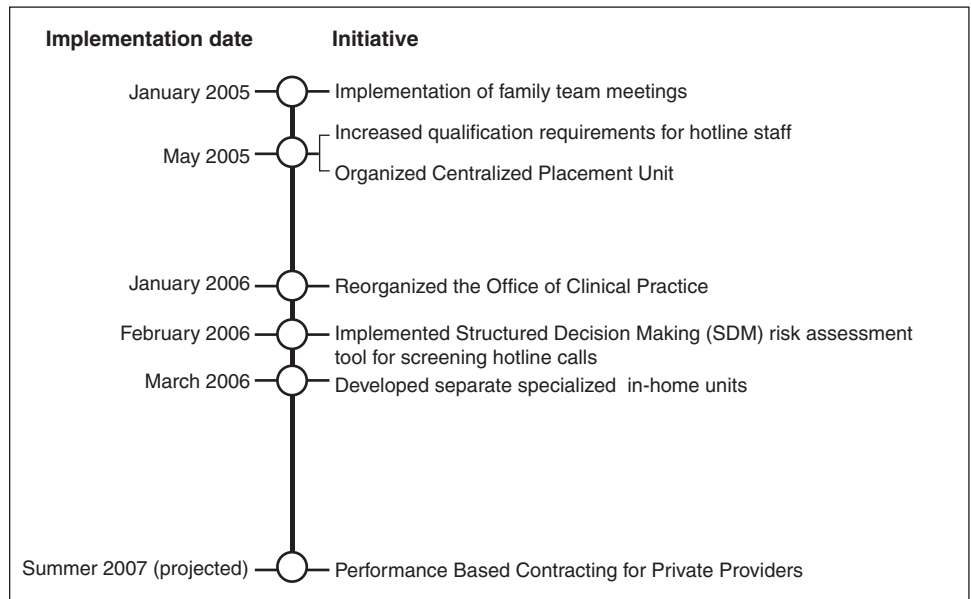 Implementation date Initiative
January 2005 Implementation of family team meetings
May 2005 Increased qualification requirements for hotline staff
Organized Centralized Placement Unit
January 2006 Reorganized the Office of Clinical Practice
February 2006 Implemented Structured Decision Making (SDM) risk assessment
tool for screening hotline calls
March 2006 Developed separate specialized in-home units
Summer 2007 (projected) Performance Based Contracting for Private Providers